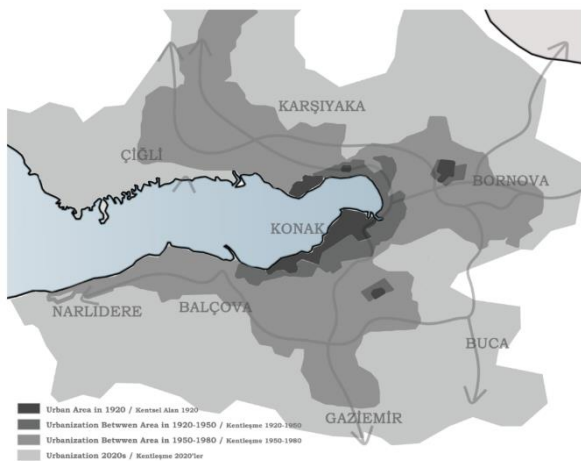 KARŞIYAKA
ÇİĞLİ
BORNOVA
KONAK
NARLIDERE
BALÇOVA
BUCA
GAZİEMİR
Urban Area in 1920 / Kentsel Alan 1920
Urbanization Betwven Area in 1920-1950 / Kentleşme 1920-1950
Urbanization Betwven Area in 1950-1980 / Kentleşme 1950-1980
Urbanization 2020s / Kentleşme 2020'ler